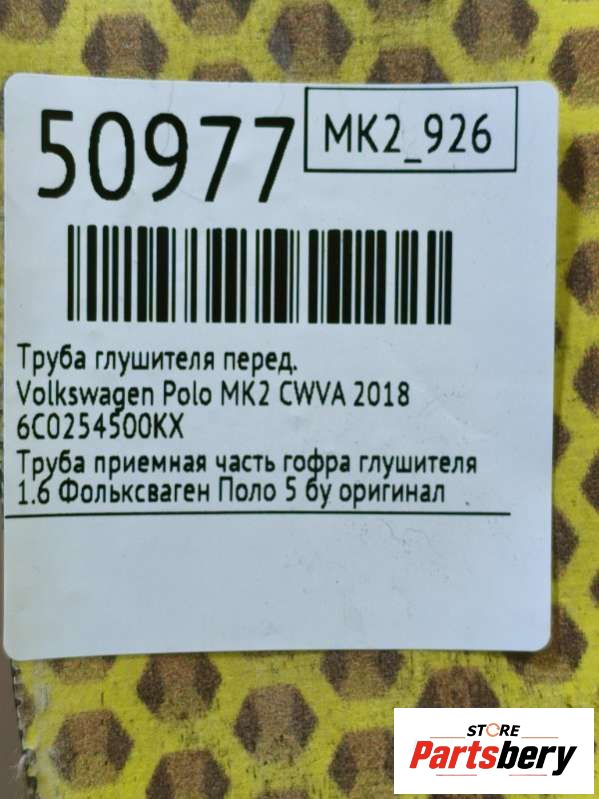 50977
MK2_926
Труба глушителя перед.
Volkswagen Polo MK2 CWVA 2018
6C0254500KX
Труба приемная часть гофра глушителя
1.6 Фольксваген Поло 5 бу оригинал
STORE
Partsbery